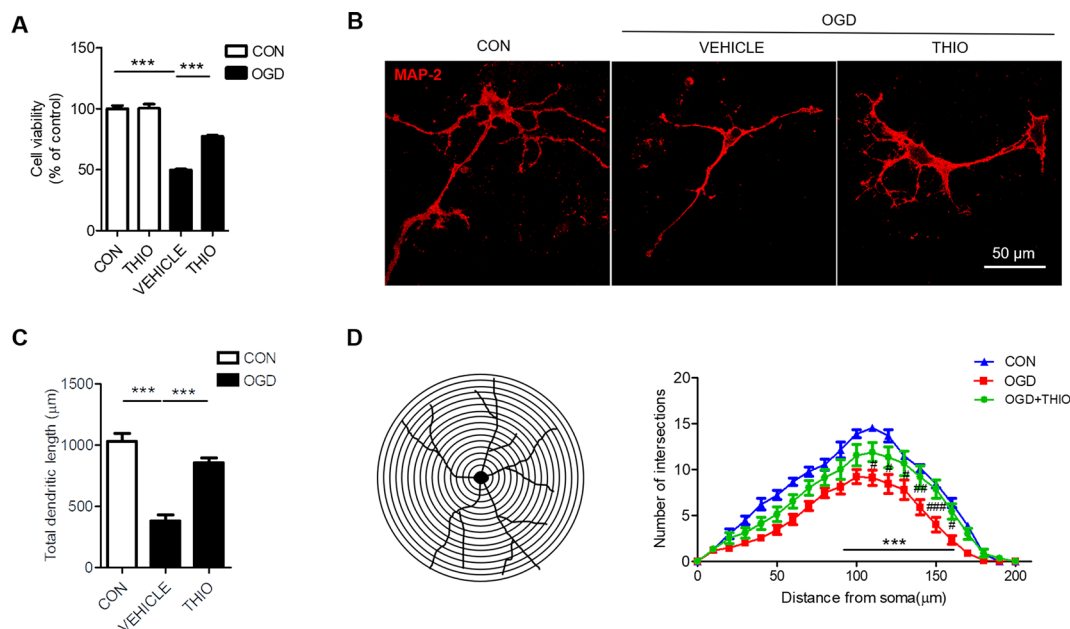 A
150
100
50
0
Cell viability
(% of control)
*** ***
CON
OGD
CON
THIO
VEHICLE
THIO
B
OGD
CON
VEHICLE
THIO
MAP-2
50 μm
C
CON
OGD
1500
1000
500
0
Total dendritic length (μm)
*** ***
CON
VEHICLE
THIO
D
CON
OGD
OGD+THIO
20
15
10
5
0
Number of intersections
#
#
#
##
###
#
***
0 50 100 150 200
Distance from soma(μm)